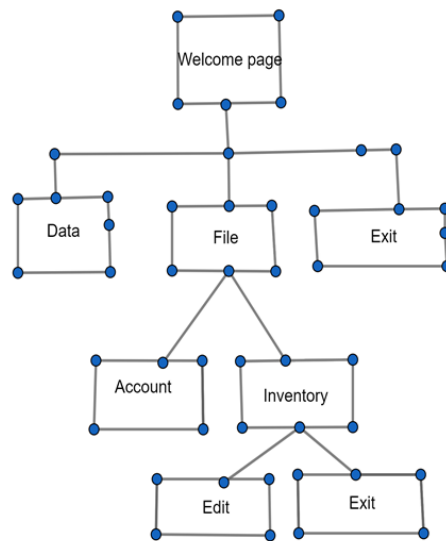 Welcome page
Data
File
Exit
Account
Inventory
Edit
Exit